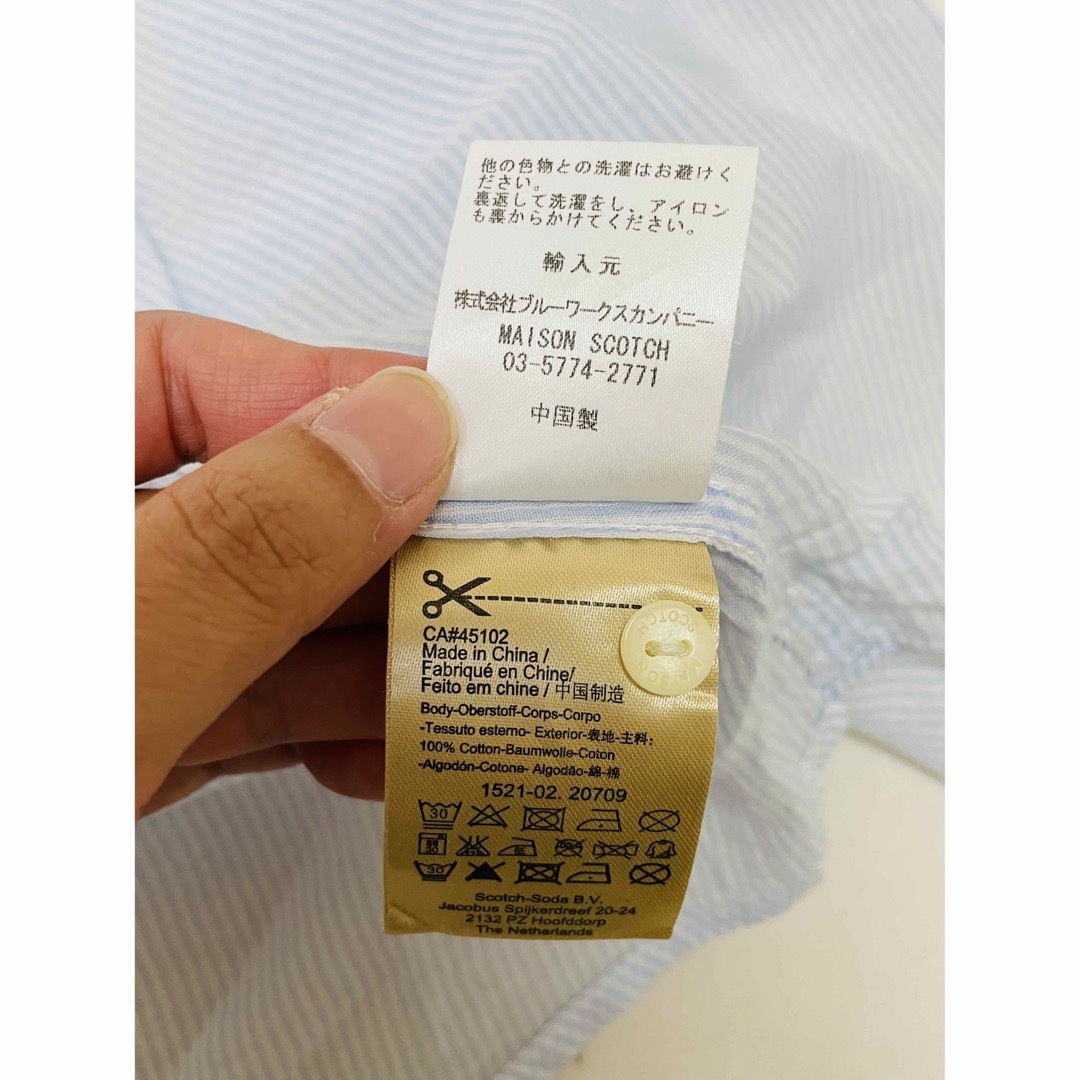 他の色物との洗濯はお避けく
ださい。
裏返して洗濯をし、アイロン
も裏からかけてください。
輸入元
株式会社ブルーワークスカンパニー
MAISON SCOTCH
03-5774-2771
中国製
CA#45102
Made in China /
Fabriqué en Chine/
Feito em chine / 中国制造
SCOTCH
MAISON
Body-Oberstoff-Corps-Corpo
-Tessuto esterno- Exterior-表地-主料:
100% Cotton-Baumwolle-Coton
-Algodón-Cotone- Algodão-綿-棉
1521-02. 20709
30
30
低
30
Scotch-Soda B.V.
Jacobus Spijkerdreef 20-24
2132 PZ Hoofddorp
The Netherlands